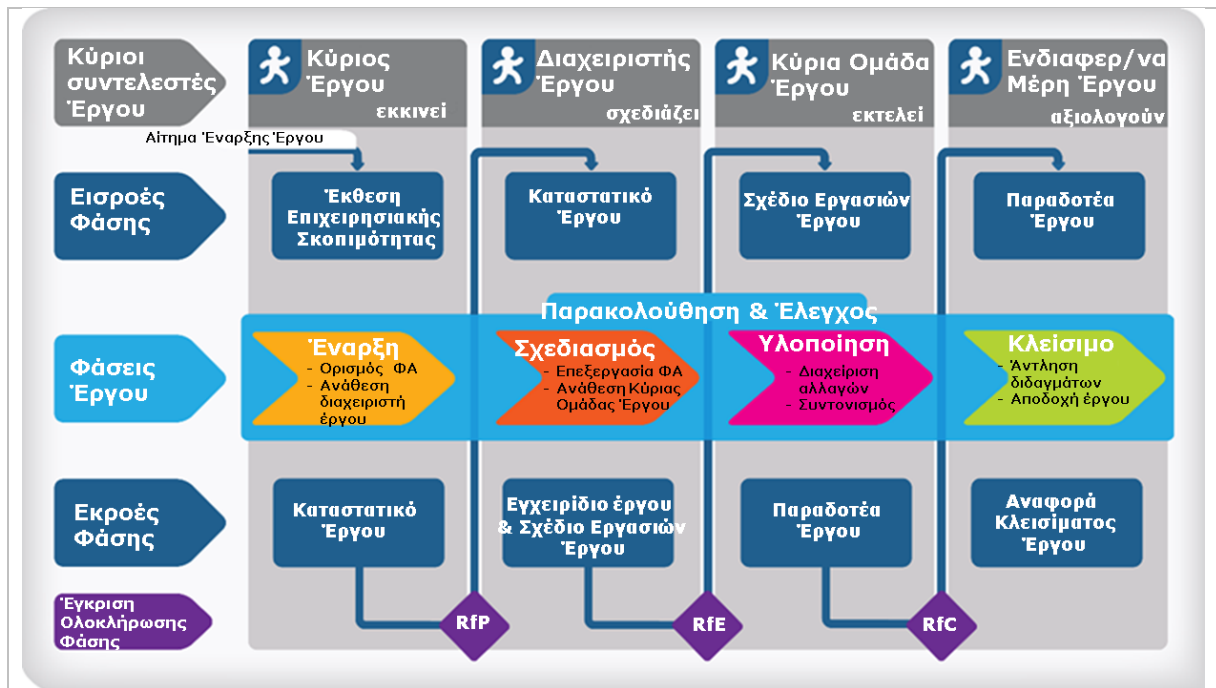 Κύριοι
συντελεστές
Έργου
Κύριος
Έργου
εκκινεί
Διαχειριστής
Έργου
σχεδιάζει
Κύρια Ομάδα
Έργου
εκτελεί
Ενδιαφερ/να
Μέρη Έργου
αξιολογούν
Αίτημα Έναρξης Έργου
Εισροές
Φάσης
Έκθεση
Επιχειρησιακής
Σκοπιμότητας
Καταστατικό
Έργου
Σχέδιο Εργασιών
Έργου
Παραδοτέα
Έργου
Παρακολούθηση & Έλεγχος
Φάσεις
Έργου
Έναρξη
- Ορισμός ΦΑ
- Ανάθεση
διαχειριστή
έργου
Σχεδιασμός
- Επεξεργασία ΦΑ
- Ανάθεση Κύριας
Ομάδας Έργου
Υλοποίηση
- Διαχείριση
αλλαγών
- Συντονισμός
Κλείσιμο
- Άντληση
διδαγμάτων
- Αποδοχή έργου
Εκροές
Φάσης
Καταστατικό
Έργου
Εγχειρίδιο έργου
& Σχέδιο Εργασιών
Έργου
Παραδοτέα
Έργου
Αναφορά
Κλεισίματος
Έργου
Έγκριση
Ολοκλήρωσης
Φάσης
RfP
RfE
RfC